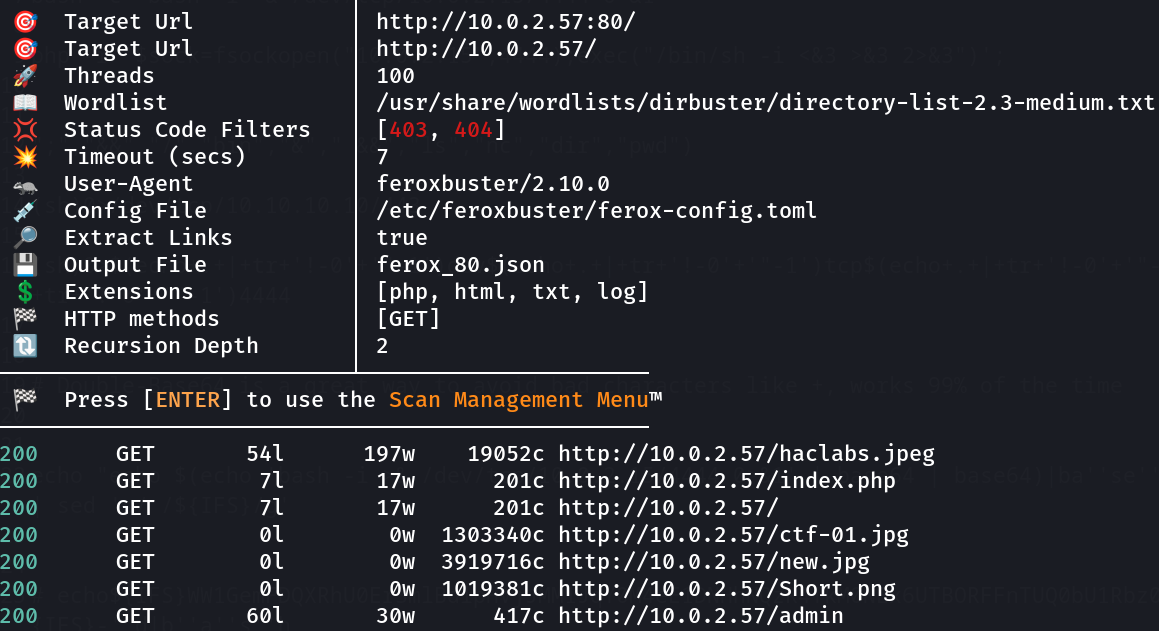 🎯 Target Url │ http://10.0.2.57:80/
🎯 Target Url │ http://10.0.2.57/
🚀 Threads │ 100
📖 Wordlist │ /usr/share/wordlists/dirbuster/directory-list-2.3-medium.txt
💢 Status Code Filters │ [403, 404]
💥 Timeout (secs) │ 7
🦡 User-Agent │ feroxbuster/2.10.0
💉 Config File │ /etc/feroxbuster/ferox-config.toml
🔎 Extract Links │ true
💾 Output File │ ferox_80.json
💲 Extensions │ [php, html, txt, log]
🏁 HTTP methods │ [GET]
🔃 Recursion Depth │ 2
🏁 Press [ENTER] to use the Scan Management Menu™
200 GET 54l 197w 19052c http://10.0.2.57/haclabs.jpeg
200 GET 7l 17w 201c http://10.0.2.57/index.php
200 GET 7l 17w 201c http://10.0.2.57/
200 GET 0l 0w 1303340c http://10.0.2.57/ctf-01.jpg
200 GET 0l 0w 3919716c http://10.0.2.57/new.jpg
200 GET 0l 0w 1019381c http://10.0.2.57/Short.png
200 GET 60l 30w 417c http://10.0.2.57/admin